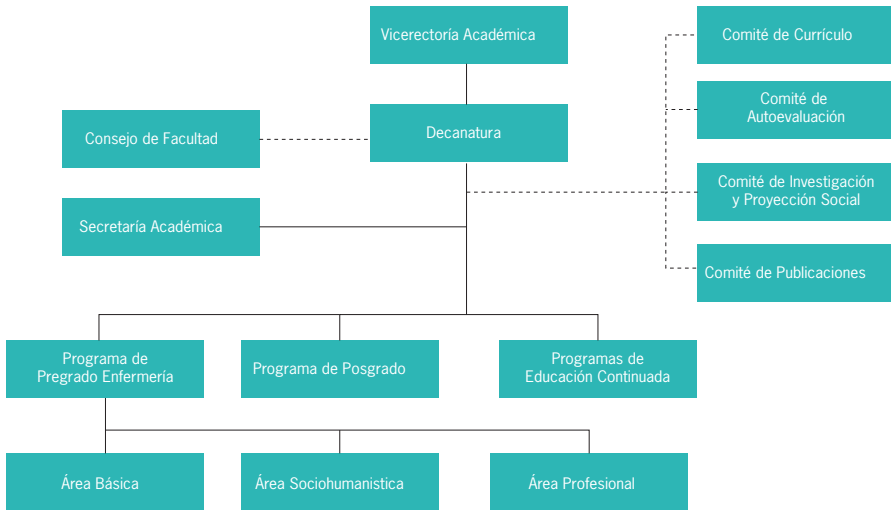 Vicerectoría Académica
Comité de Currículo
Comité de
Autoevaluación
Consejo de Facultad
Decanatura
Comité de Investigación
y Proyección Social
Secretaría Académica
Comité de Publicaciones
Programa de
Pregrado Enfermería
Programa de Posgrado
Programas de
Educación Continuada
Área Básica
Área Sociohumanistica
Área Profesional